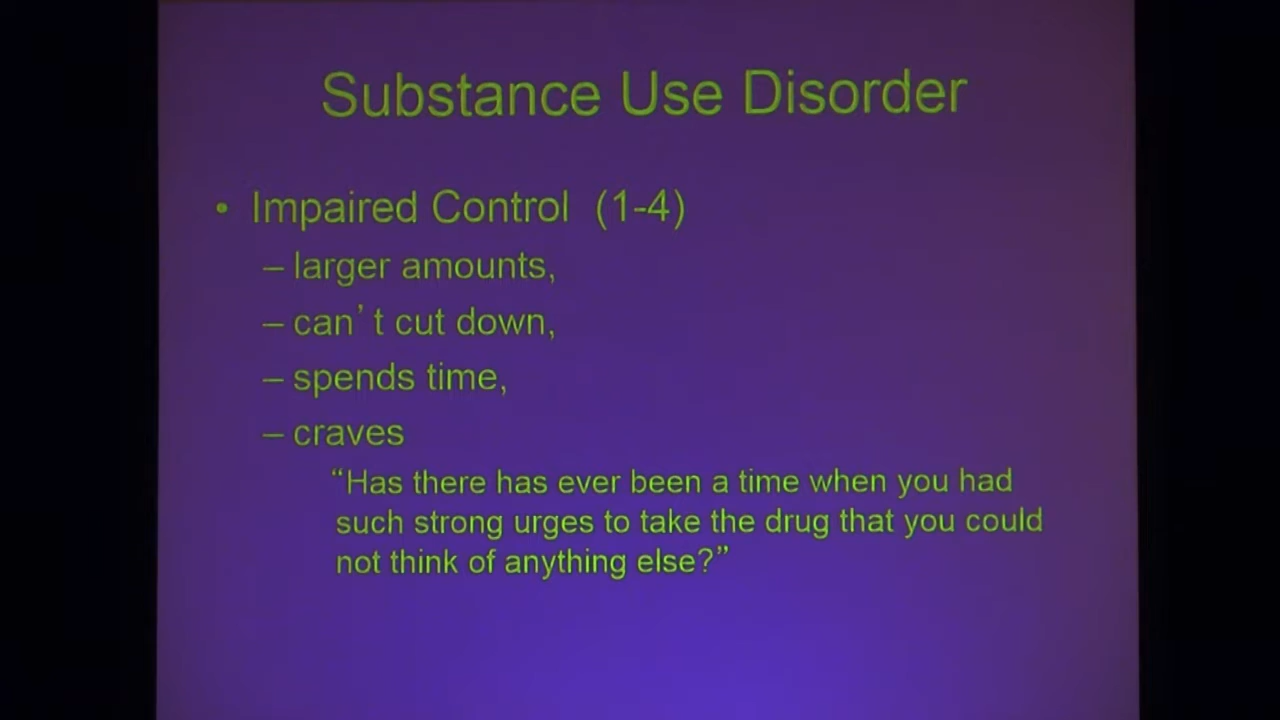 Substance Use Disorder
• Impaired Control (1-4)
– larger amounts,
– can’t cut down,
– spends time,
– craves
“Has there has ever been a time when you had
such strong urges to take the drug that you could
not think of anything else?”